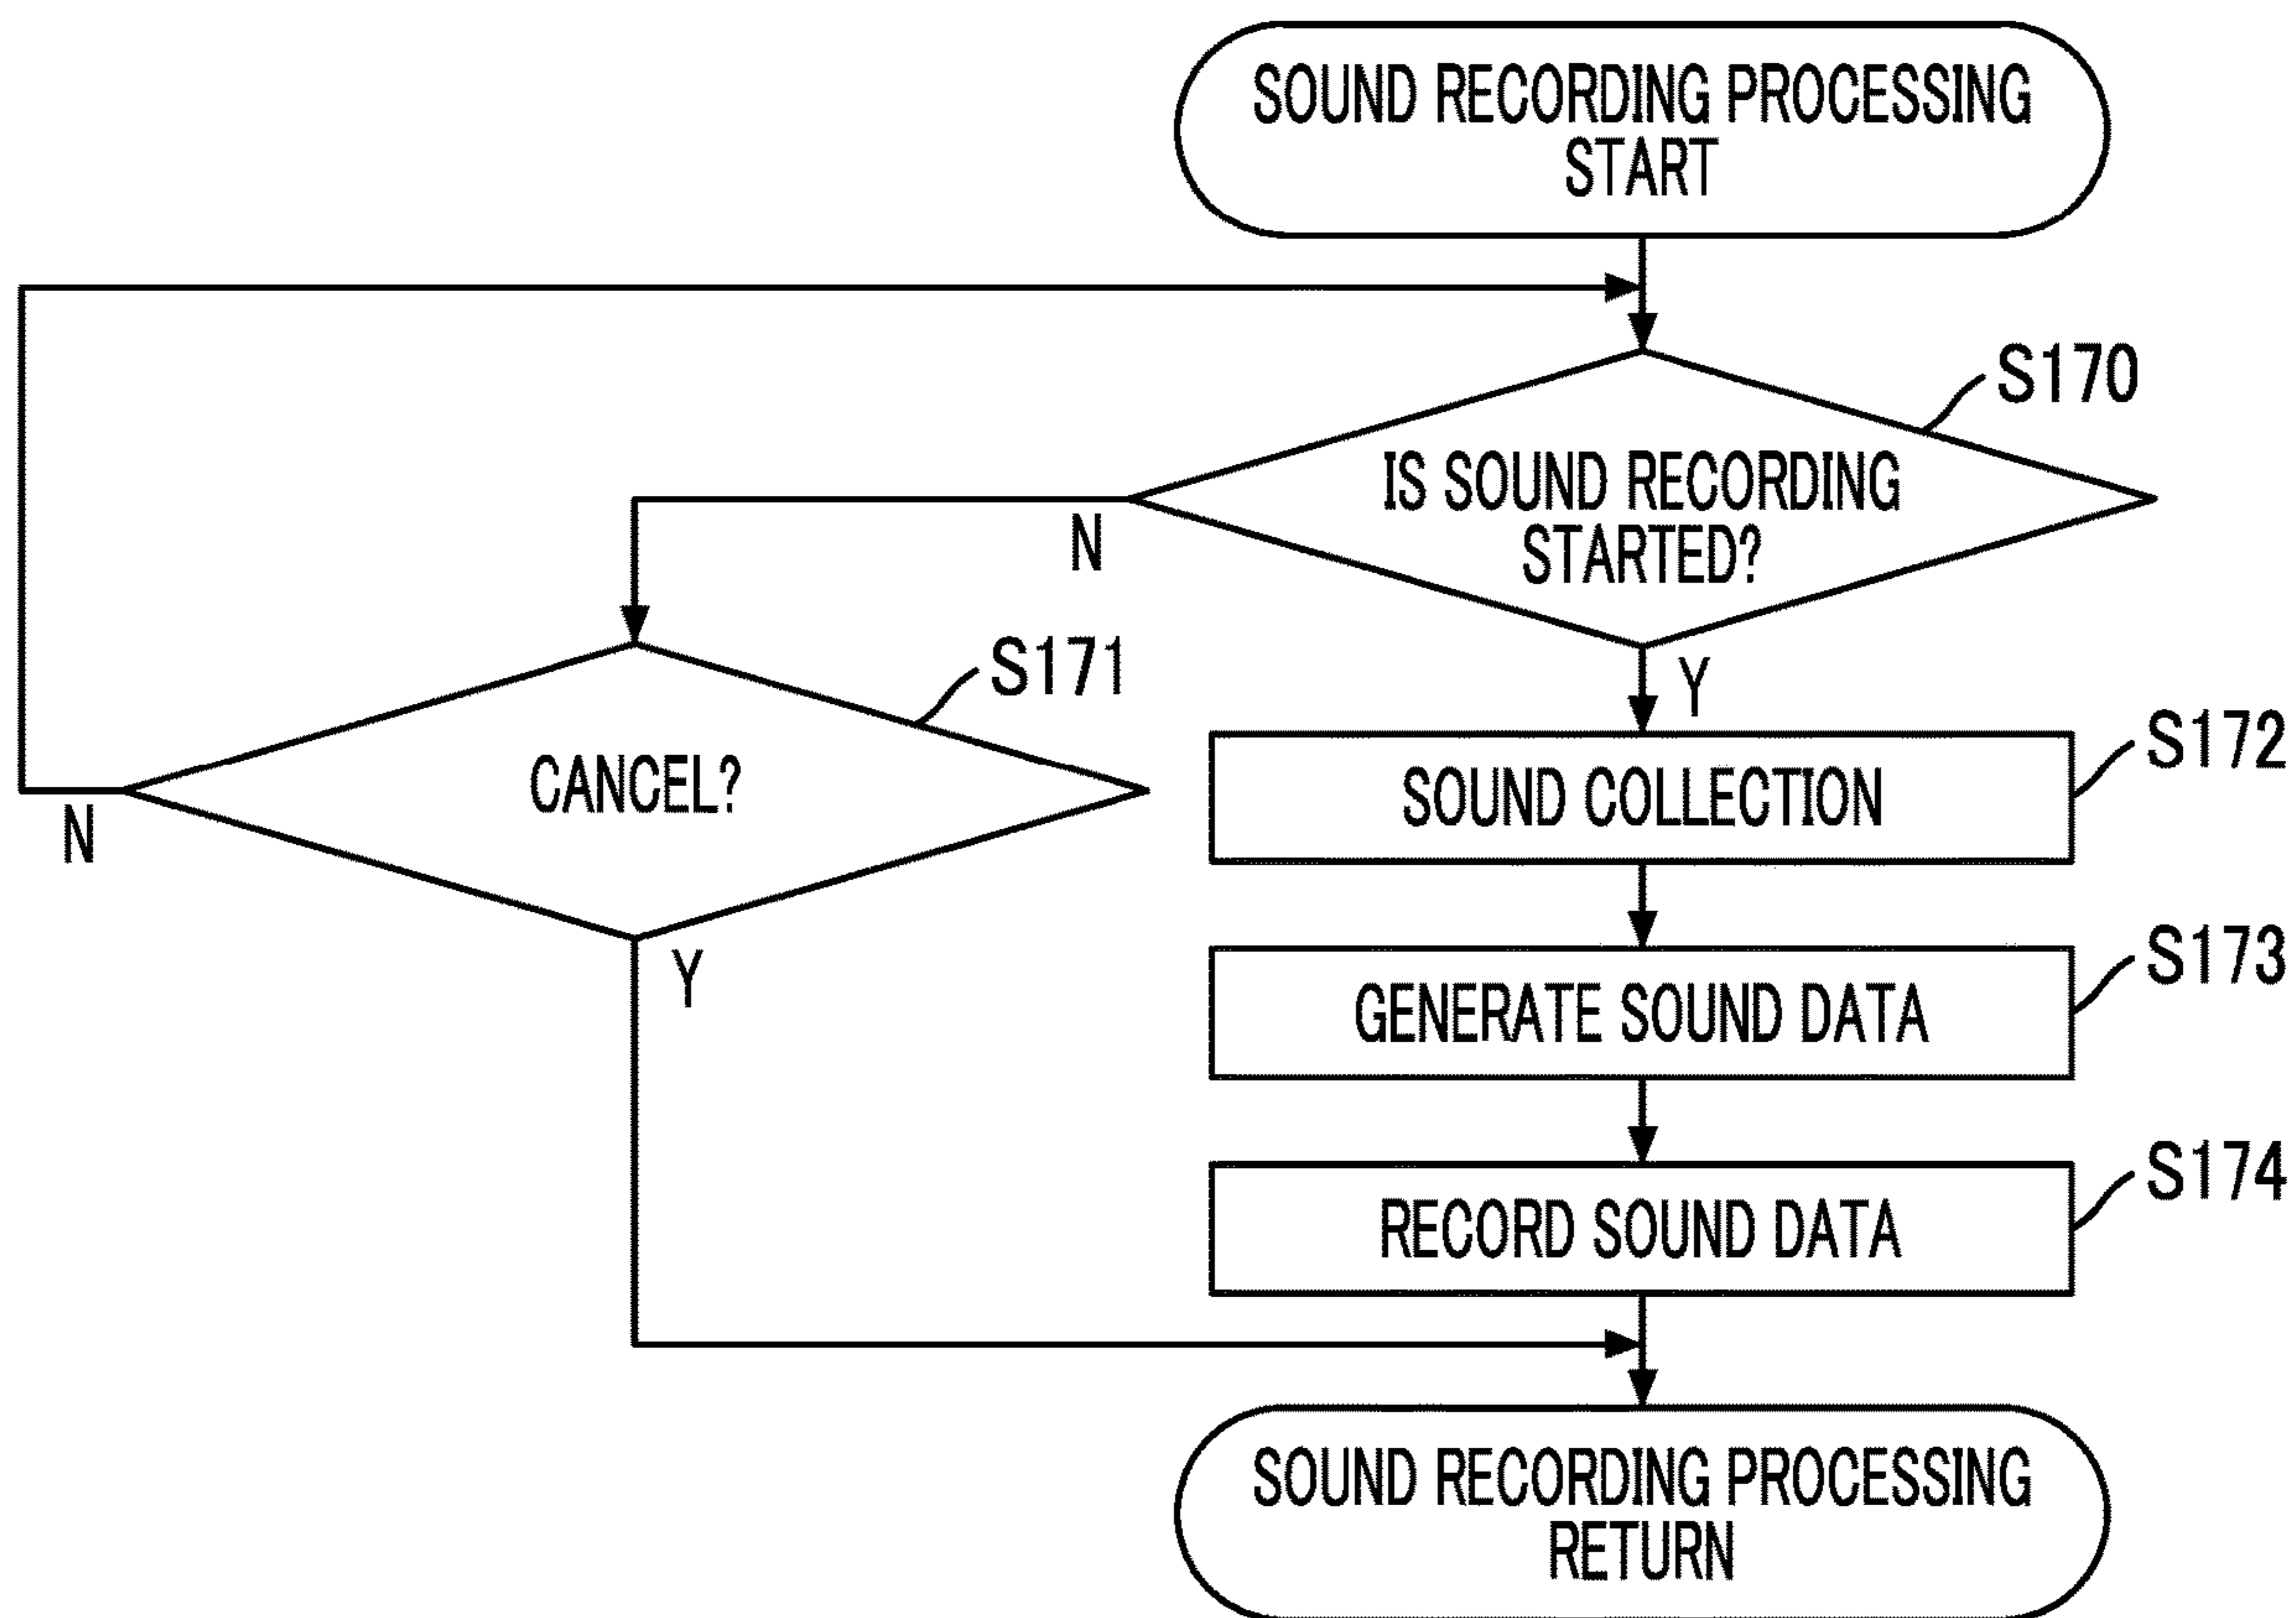 SOUND RECORDING PROCESSING
START
S170
IS SOUND RECORDING
STARTED?
N
S171
Y
CANCEL?
N
Y
S172
SOUND COLLECTION
S173
GENERATE SOUND DATA
S174
RECORD SOUND DATA
SOUND RECORDING PROCESSING
RETURN